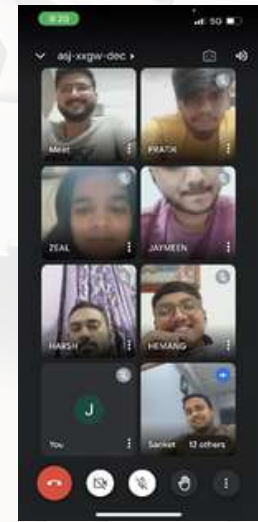 8:20
5G
asj-xxgw-dec
Meet
PRATIK
ZEAL
JAYMEEN
HARSH
HEMANG
J
You
Sanket 12 others